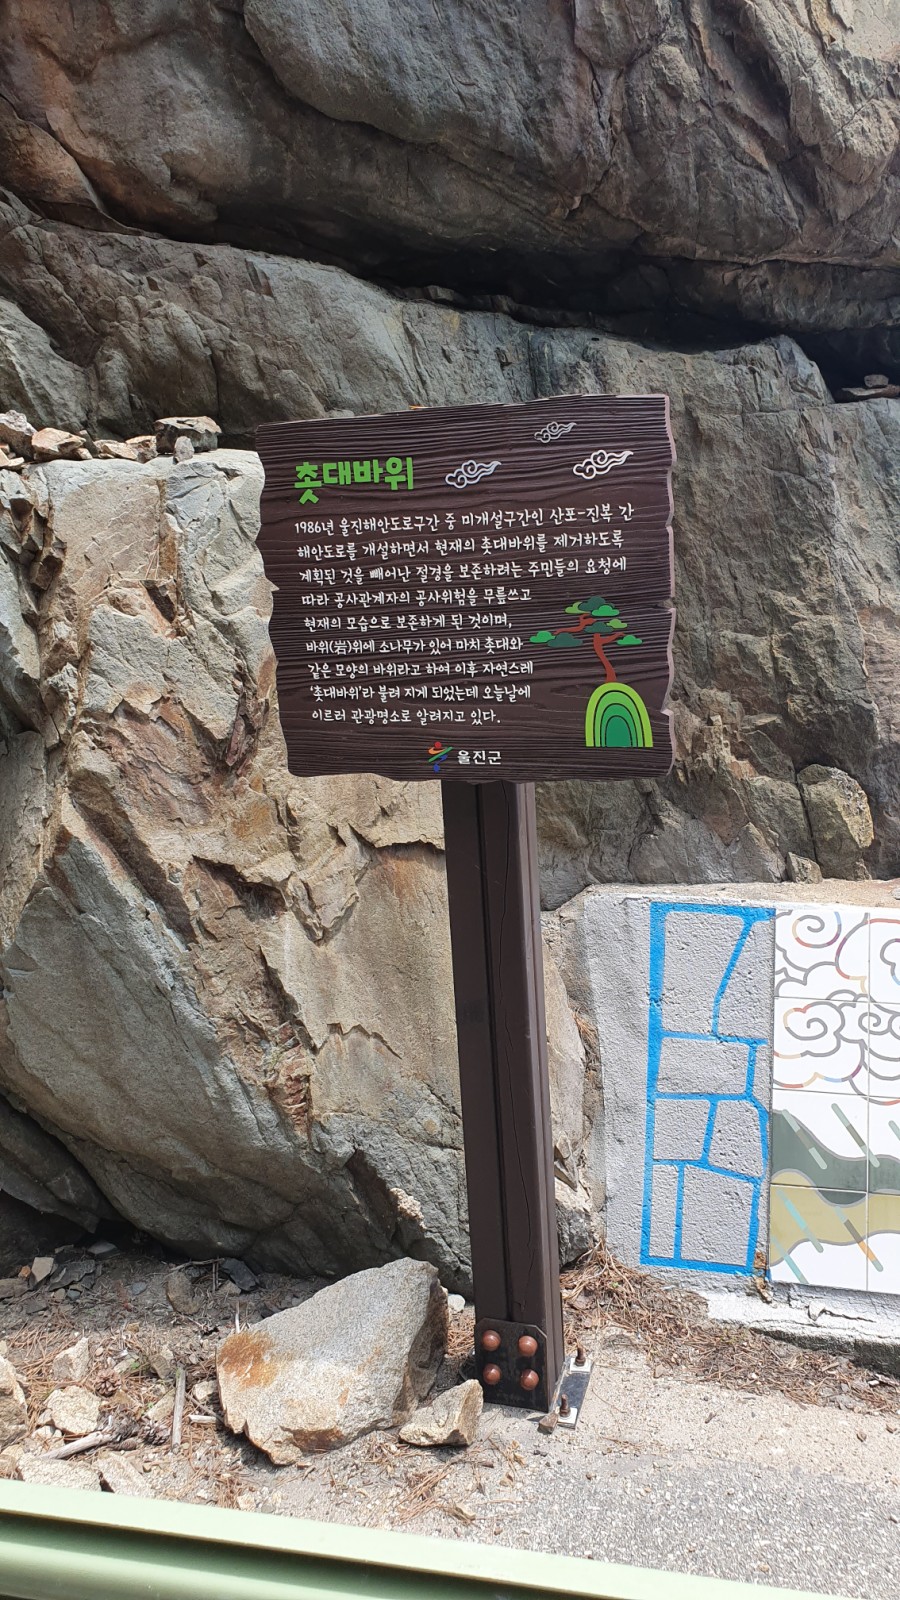 촛대바위
1986년 울진해안도로구간 중 미개설구간인 산포-진복 간
해안도로를 개설하면서 현재의 촛대바위를 제거하도록
계획된 것을 빼어난 절경을 보존하려는 주민들의 요청에
따라 공사관계자의 공사위험을 무릎쓰고
현재의 모습으로 보존하게 된 것이며,
바위(岩)위에 소나무가 있어 마치 촛대와
같은 모양의 바위라고 하여 이후 자연스레
'촛대바위'라 불려 지게 되었는데 오늘날에
이르러 관광명소로 알려지고 있다.
울진군